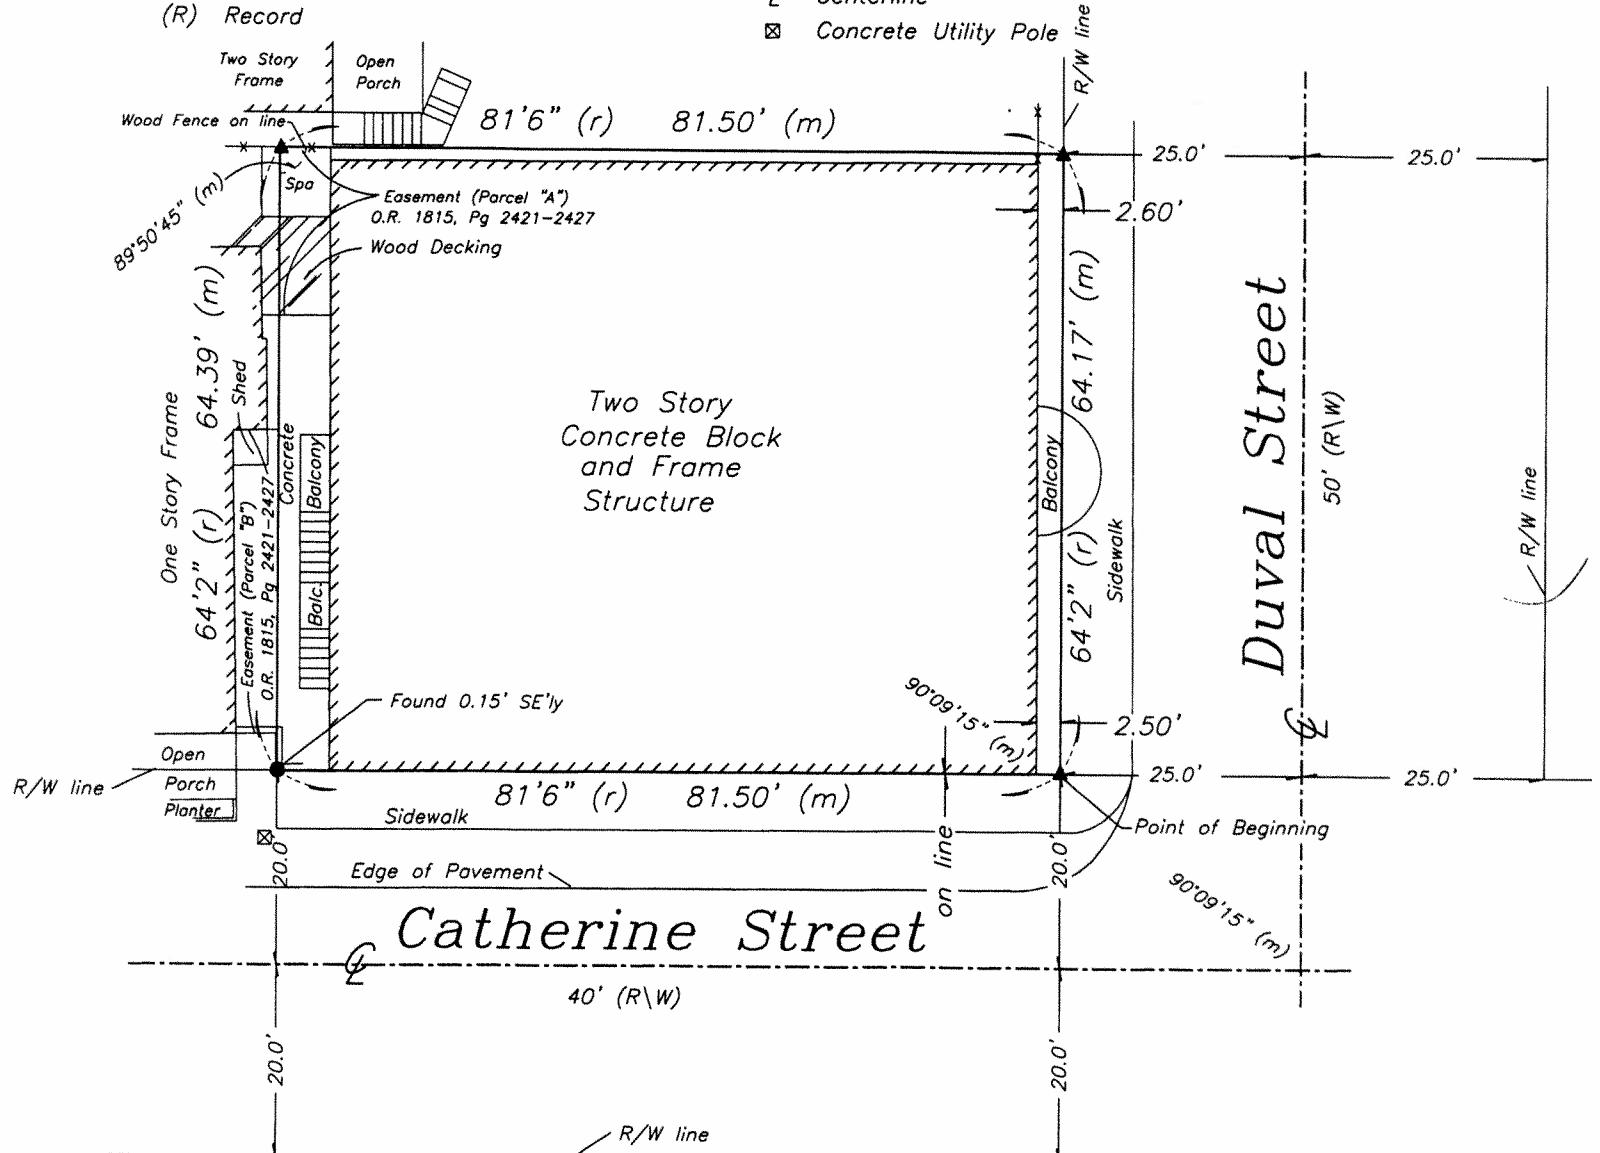 (R) Record
Centerline
Concrete Utility Pole
R/W line
Two Story
Frame
Open
Porch
Wood Fence on line
81'6" (r) 81.50' (m)
25.0'
25.0'
89°50'45" (m)
Spa
Easement (Parcel "A")
O.R. 1815, Pg 2421-2427
2.60'
Wood Decking
64.39' (m)
64'2" (r)
One Story Frame
Shed
Concrete
Balcony
Balc.
Easement (Parcel "B")
O.R. 1815, Pg 2421-2427
Two Story
Concrete Block
and Frame
Structure
Balcony
64.17' (m)
64'2" (r)
Sidewalk
Duval Street
50' (R\W)
R/W line
Found 0.15' SE'ly
90°09'15" (m)
2.50'
Open
Porch
Planter
R/W line
81'6" (r) 81.50' (m)
25.0'
25.0'
Sidewalk
Point of Beginning
20.0'
on line
20.0'
Edge of Pavement
90°09'15" (m)
Catherine Street
℄
℄
40' (R\W)
20.0'
20.0'
R/W line